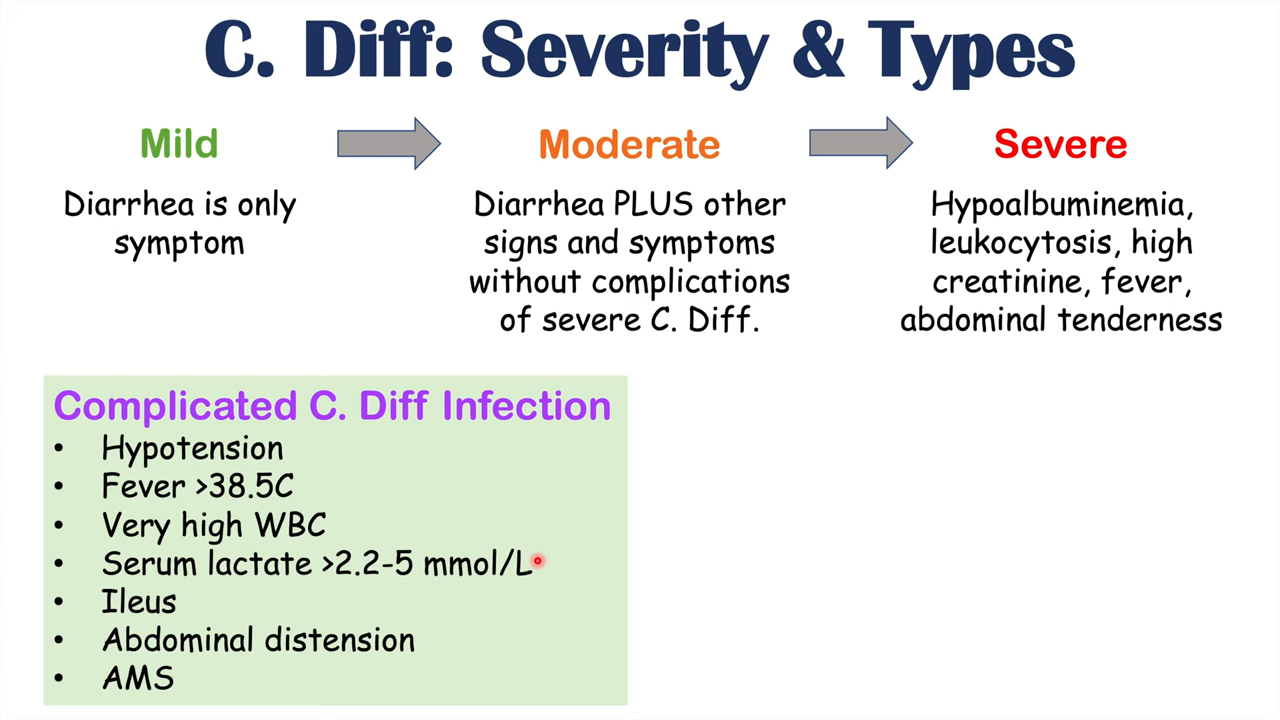 C. Diff: Severity & Types
Mild
Diarrhea is only
symptom
Moderate
Diarrhea PLUS other
signs and symptoms
without complications
of severe C. Diff.
Severe
Hypoalbuminemia,
leukocytosis, high
creatinine, fever,
abdominal tenderness
Complicated C. Diff Infection
• Hypotension
• Fever >38.5C
• Very high WBC
• Serum lactate >2.2-5 mmol/L
• Ileus
• Abdominal distension
• AMS